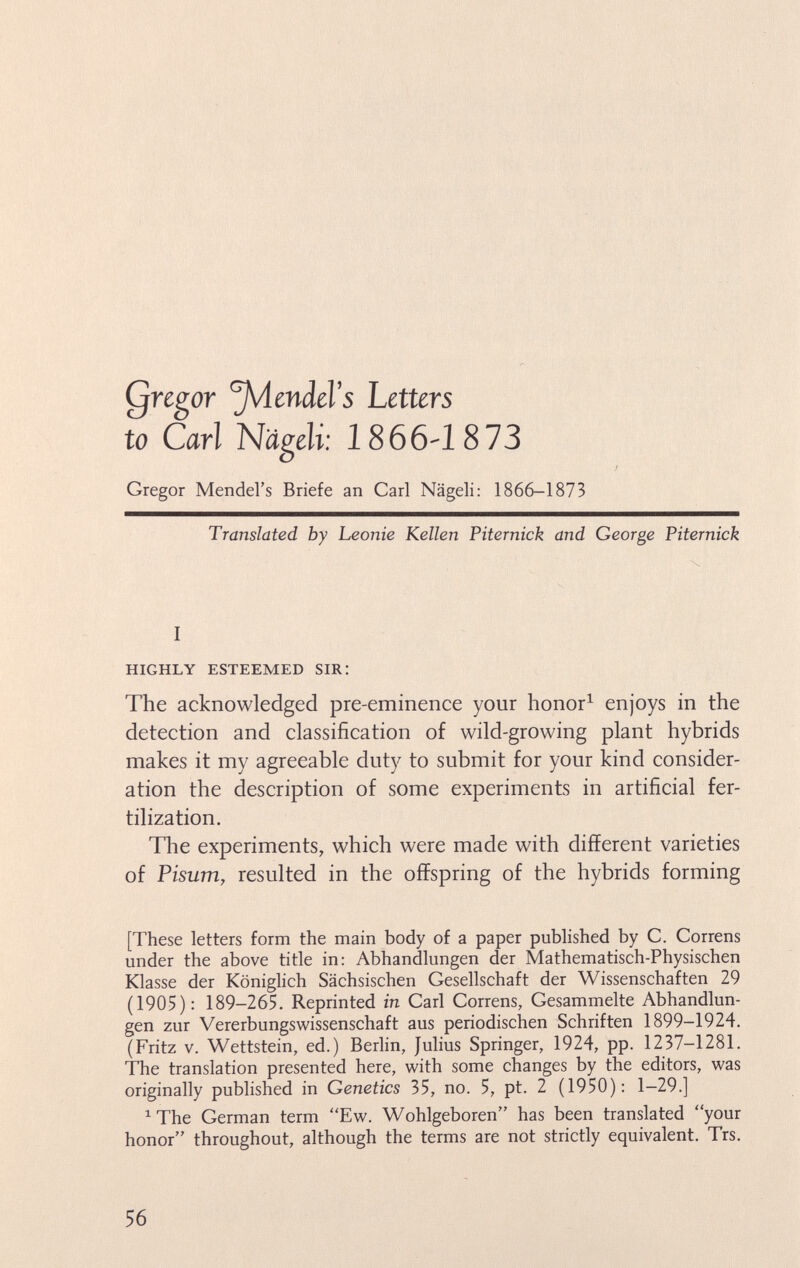 Gregor Mendel's Letters
to Carl Nägeli: 1866-1873
Gregor Mendel's Briefe an Carl Nägeli: 1866–1873
Translated by Leonie Kellen Piternick and George Piternick
I
HIGHLY ESTEEMED SIR:
The acknowledged pre-eminence your honor¹ enjoys in the
detection and classification of wild-growing plant hybrids
makes it my agreeable duty to submit for your kind consider-
ation the description of some experiments in artificial fer-
tilization.
The experiments, which were made with different varieties
of Pisum, resulted in the offspring of the hybrids forming
[These letters form the main body of a paper published by C. Correns
under the above title in: Abhandlungen der Mathematisch-Physischen
Klasse der Königlich Sächsischen Gesellschaft der Wissenschaften 29
(1905): 189–265. Reprinted in Carl Correns, Gesammelte Abhandlun-
gen zur Vererbungswissenschaft aus periodischen Schriften 1899–1924.
(Fritz v. Wettstein, ed.) Berlin, Julius Springer, 1924, pp. 1237–1281.
The translation presented here, with some changes by the editors, was
originally published in Genetics 35, no. 5, pt. 2 (1950): 1–29.]
¹ The German term "Ew. Wohlgeboren" has been translated "your
honor" throughout, although the terms are not strictly equivalent. Trs.
56